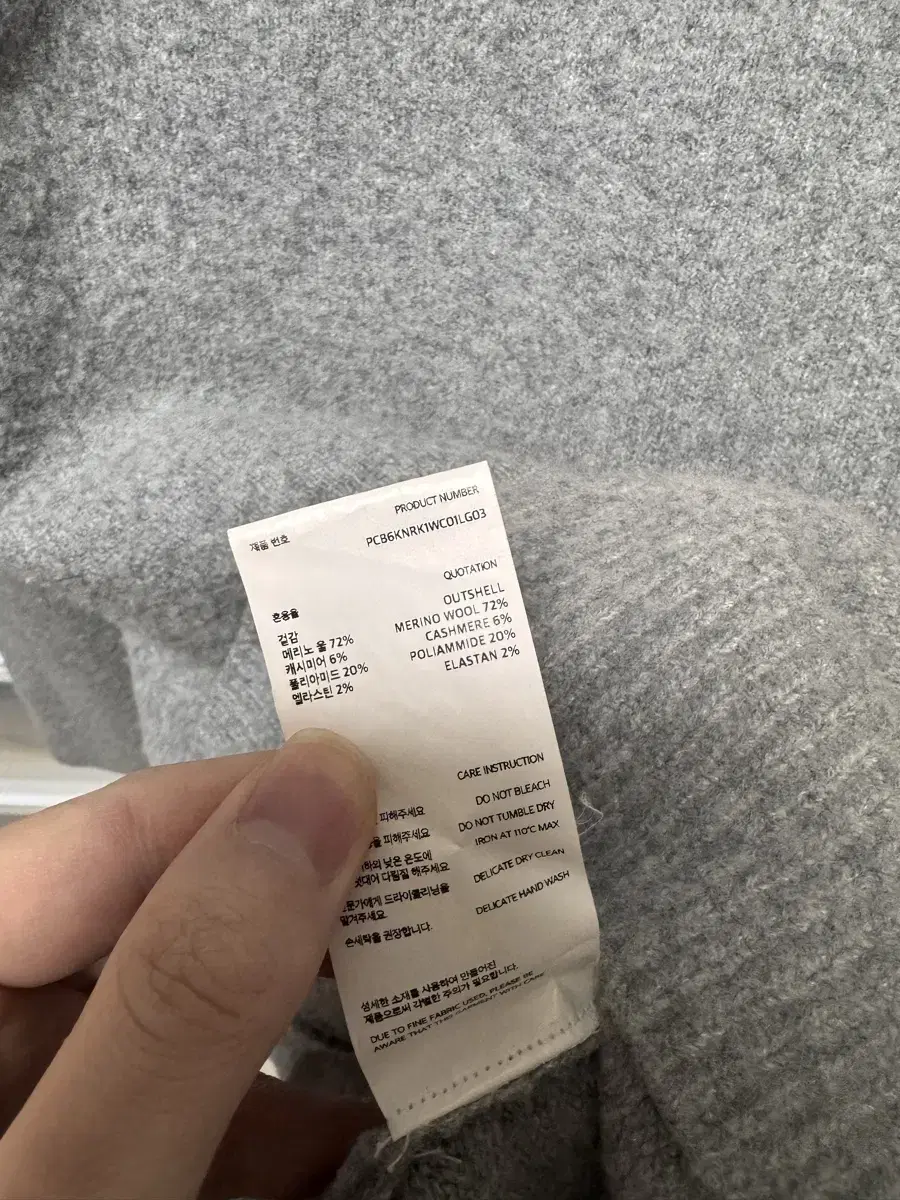 제품 번호
PRODUCT NUMBER
PCB6KNRK1WC01LG03
혼용율
QUOTATION
겉감
메리노 울 72%
캐시미어 6%
폴리아미드 20%
엘라스틴 2%
OUTSHELL
MERINO WOOL 72%
CASHMERE 6%
POLIAMMIDE 20%
ELASTAN 2%
CARE INSTRUCTION
피해주세요
DO NOT BLEACH
피해주세요
DO NOT TUMBLE DRY
낮은 온도에
다림질 해주세요
IRON AT 110℃ MAX
드라이클리닝을
맡겨주세요
DELICATE DRY CLEAN
손세탁을 권장합니다.
DELICATE HAND WASH
섬세한 소재를 사용하여 만들어진
제품으로써 각별한 주의가 필요합니다.
DUE TO FINE FABRIC USED, PLEASE BE
AWARE THAT THIS GARMENT WITH CARE